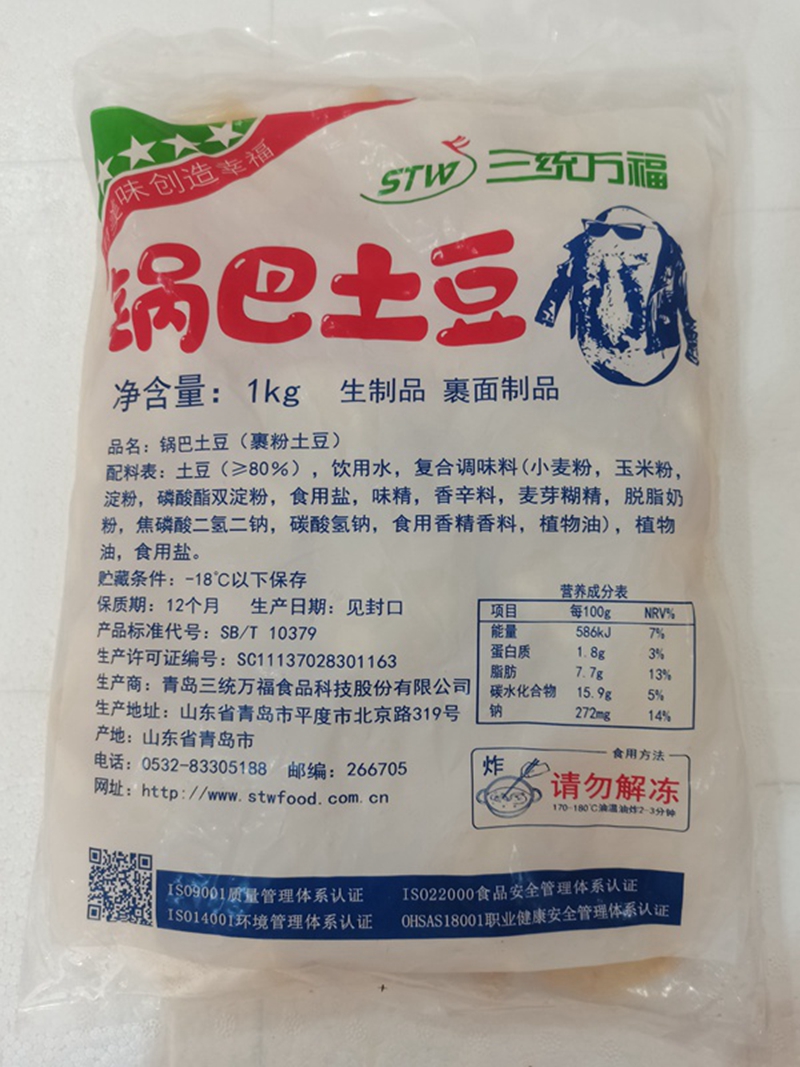 味创造幸福
STW 三统万福
锅巴土豆
净含量：1kg 生制品 裹面制品
品名：锅巴土豆（裹粉土豆）
配料表：土豆（≥80％），饮用水，复合调味料（小麦粉，玉米粉，
淀粉，磷酸酯双淀粉，食用盐，味精，香辛料，麦芽糊精，脱脂奶
粉，焦磷酸二氢二钠，碳酸氢钠，食用香精香料，植物油），植物
油，食用盐。
贮藏条件：-18℃以下保存
保质期：12个月 生产日期：见封口
产品标准代号：SB/T 10379
生产许可证编号：SC11137028301163
生产商：青岛三统万福食品科技股份有限公司
生产地址：山东省青岛市平度市北京路319号
产地：山东省青岛市
电话：0532-83305188 邮编：266705
网址：http://www.stwfood.com.cn
营养成分表
项目 每100g NRV%
能量 586kJ 7%
蛋白质 1.8g 3%
脂肪 7.7g 13%
碳水化合物 15.9g 5%
钠 272mg 14%
食用方法
炸
请勿解冻
170-180℃油温油炸2-3分钟
ISO9001质量管理体系认证 ISO22000食品安全管理体系认证
ISO14001环境管理体系认证 OHSAS18001职业健康安全管理体系认证